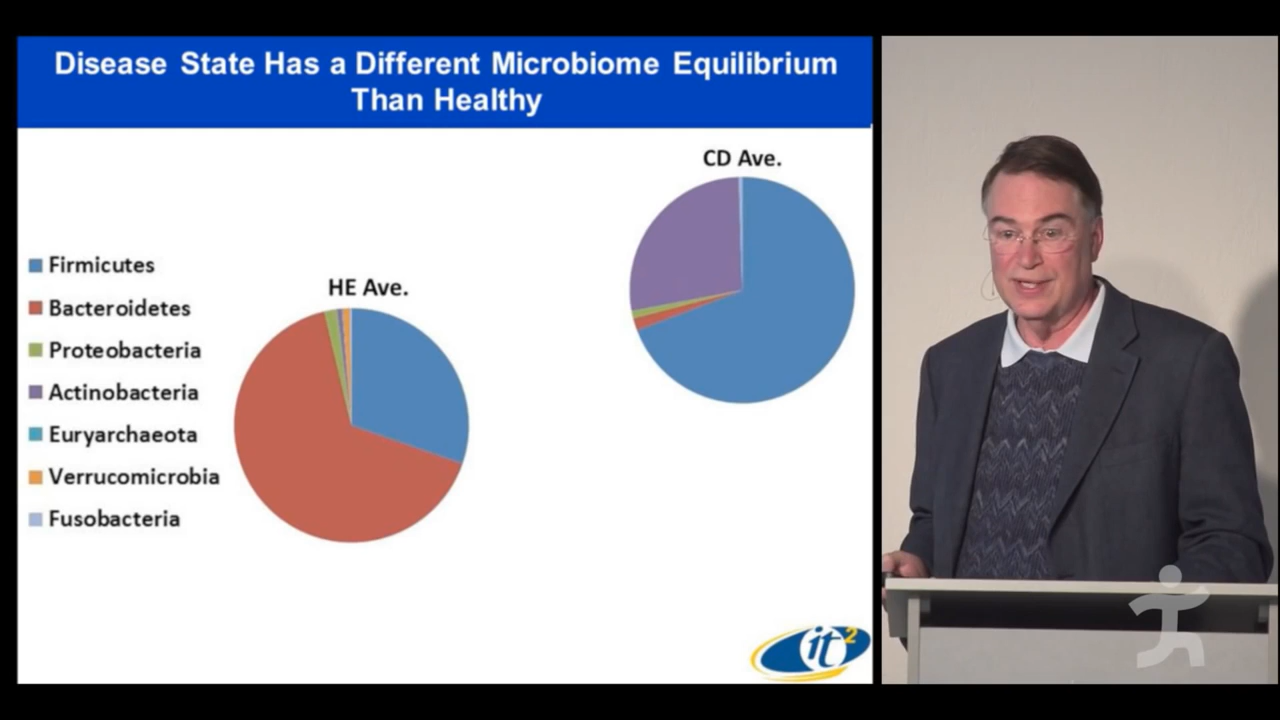 Disease State Has a Different Microbiome Equilibrium
Than Healthy
CD Ave.
HE Ave.
Firmicutes
Bacteroidetes
Proteobacteria
Actinobacteria
Euryarchaeota
Verrucomicrobia
Fusobacteria
it2